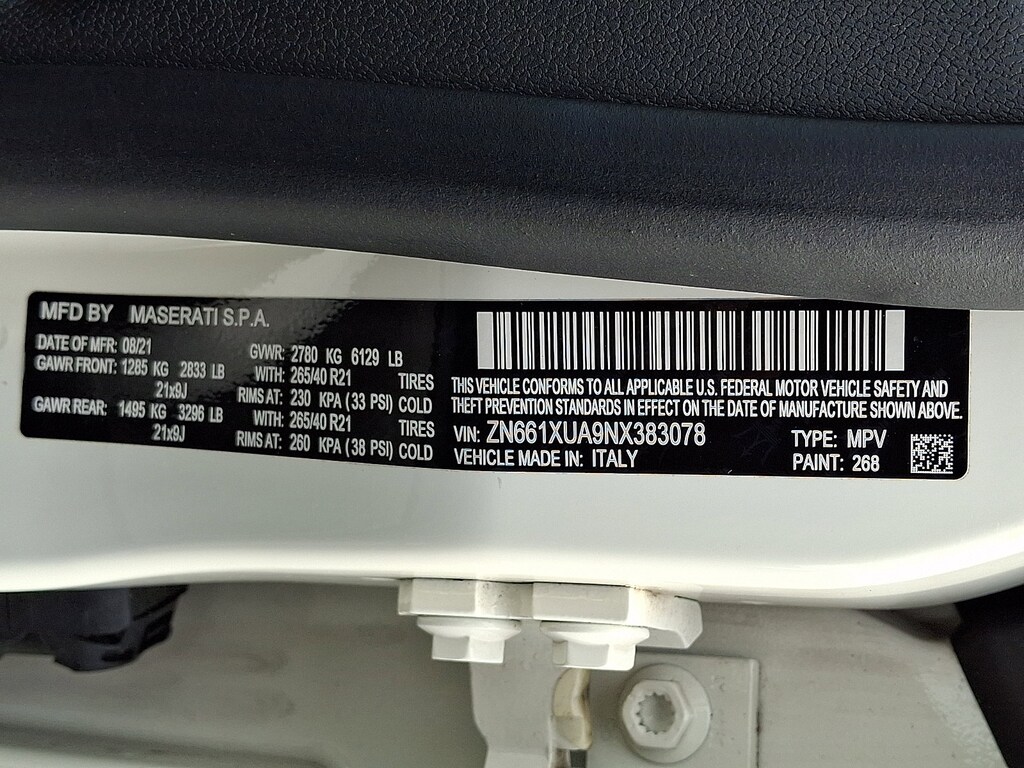 MFD BY MASERATI S.P.A.
DATE OF MFR: 08/21
GVWR: 2780 KG 6129 LB
GAWR FRONT: 1285 KG 2833 LB
WITH: 265/40 R21 TIRES
21x9J
RIMS AT: 230 KPA (33 PSI) COLD
GAWR REAR: 1495 KG 3296 LB
WITH: 265/40 R21 TIRES
21x9J
RIMS AT: 260 KPA (38 PSI) COLD
THIS VEHICLE CONFORMS TO ALL APPLICABLE U.S. FEDERAL MOTOR VEHICLE SAFETY AND
THEFT PREVENTION STANDARDS IN EFFECT ON THE DATE OF MANUFACTURE SHOWN ABOVE.
VIN: ZN661XUA9NX383078 TYPE: MPV
VEHICLE MADE IN: ITALY PAINT: 268